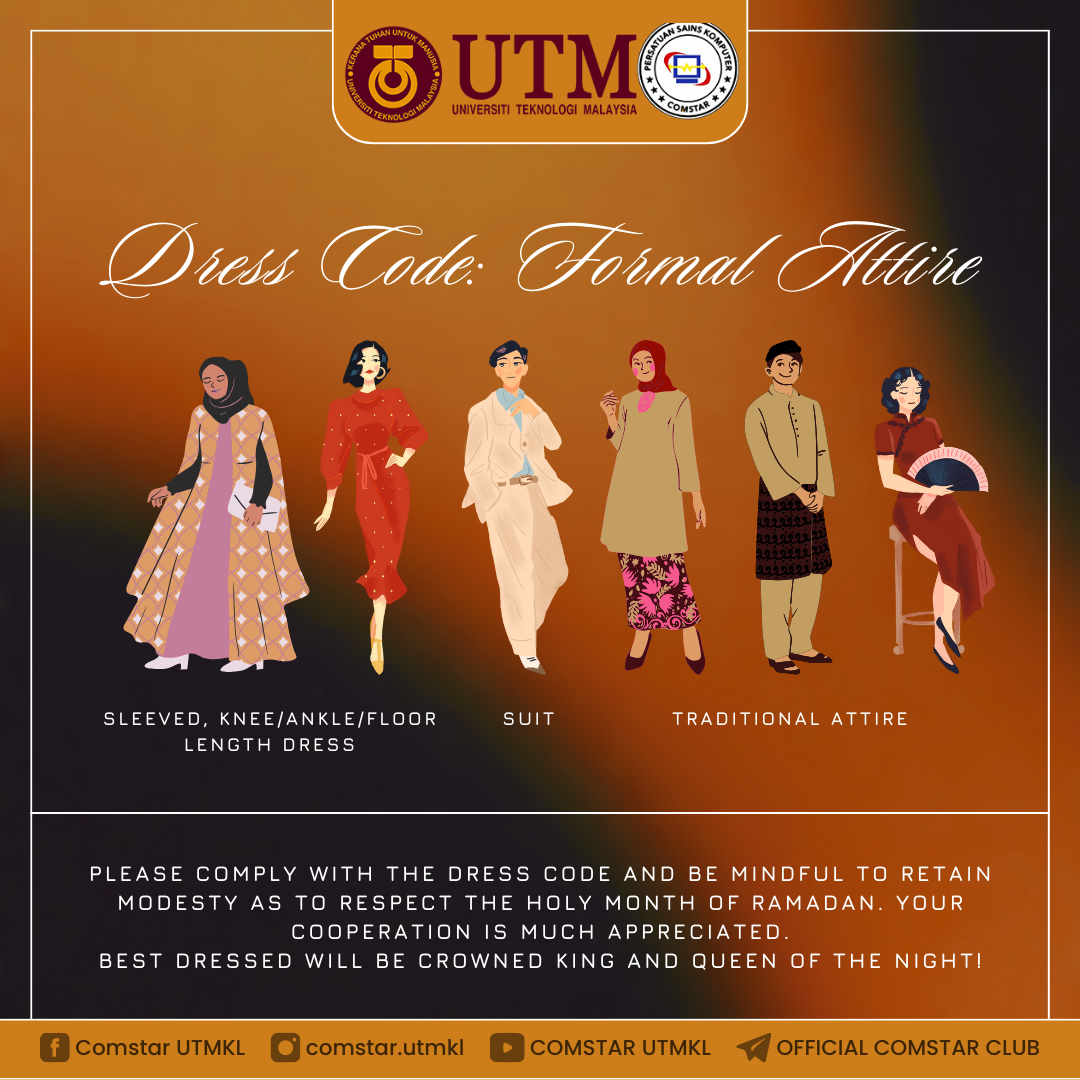 KERANA TUHAN UNTUK MANUSIA
UNIVERSITI TEKNOLOGI MALAYSIA
UTM
UNIVERSITI TEKNOLOGI MALAYSIA
PERSATUAN SAINS KOMPUTER
COMSTAR
Dress Code: Formal Attire
SLEEVED, KNEE/ANKLE/FLOOR
LENGTH DRESS
SUIT
TRADITIONAL ATTIRE
PLEASE COMPLY WITH THE DRESS CODE AND BE MINDFUL TO RETAIN
MODESTY AS TO RESPECT THE HOLY MONTH OF RAMADAN. YOUR
COOPERATION IS MUCH APPRECIATED.
BEST DRESSED WILL BE CROWNED KING AND QUEEN OF THE NIGHT!
Comstar UTMKL
comstar.utmkl
COMSTAR UTMKL
OFFICIAL COMSTAR CLUB